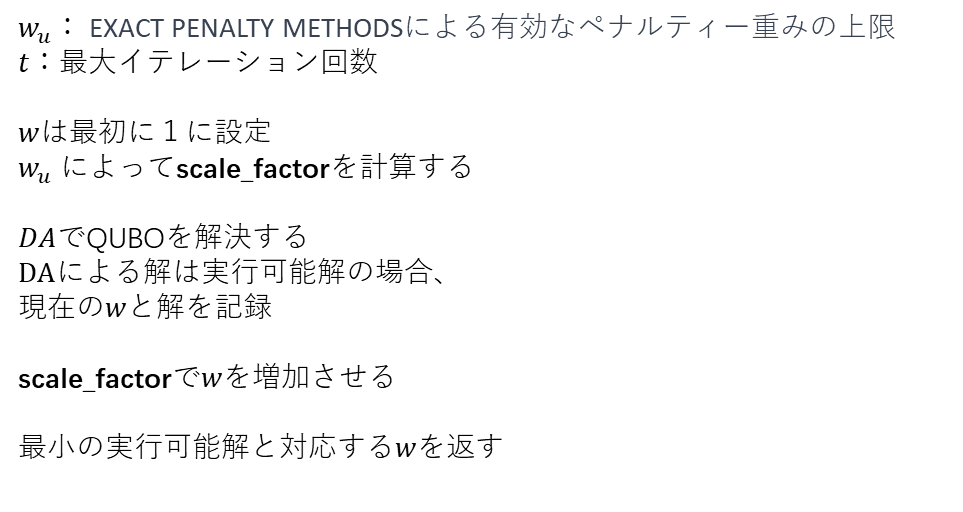 w_u： EXACT PENALTY METHODSによる有効なペナルティー重みの上限
t：最大イテレーション回数
wは最初に１に設定
w_u によってscale_factorを計算する
DAでQUBOを解決する
DAによる解は実行可能解の場合、
現在のwと解を記録
scale_factorでwを増加させる
最小の実行可能解と対応するwを返す